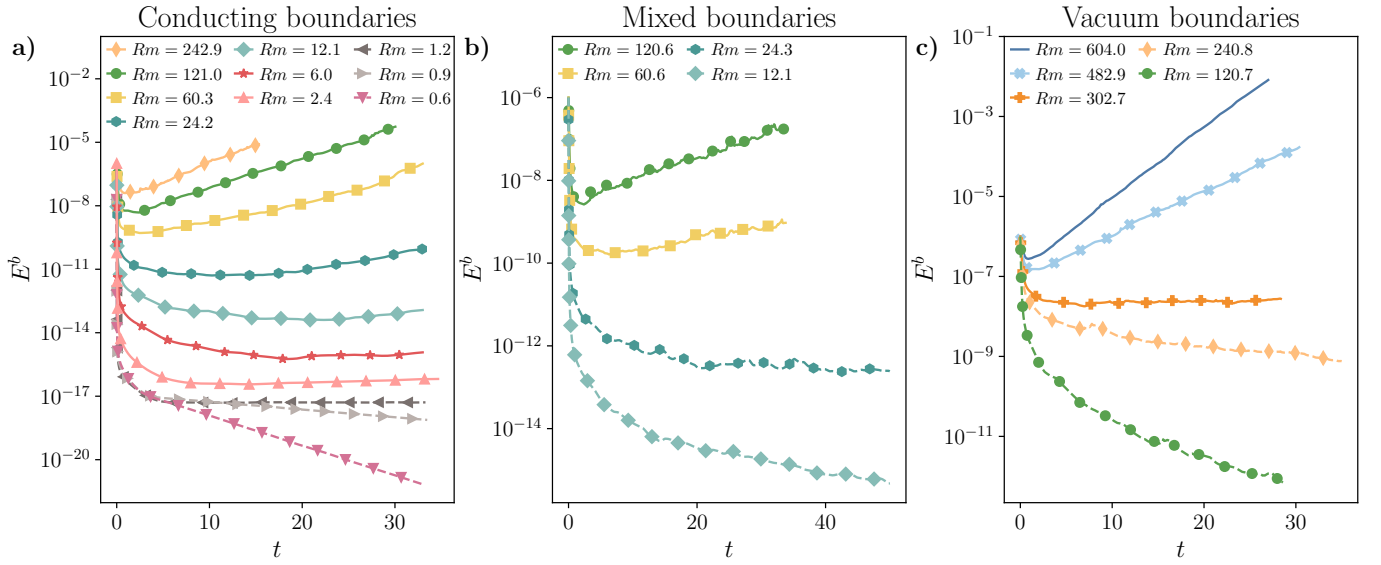 Conducting boundaries
Mixed boundaries
Vacuum boundaries
a)
Rm = 242.9
Rm = 121.0
Rm = 60.3
Rm = 24.2
Rm = 12.1
Rm = 6.0
Rm = 2.4
Rm = 1.2
Rm = 0.9
Rm = 0.6
E^b
10^{-2}
10^{-5}
10^{-8}
10^{-11}
10^{-14}
10^{-17}
10^{-20}
0 10 20 30
t
b)
Rm = 120.6
Rm = 60.6
Rm = 24.3
Rm = 12.1
E^b
10^{-6}
10^{-8}
10^{-10}
10^{-12}
10^{-14}
0 20 40
t
c)
Rm = 604.0
Rm = 482.9
Rm = 302.7
Rm = 240.8
Rm = 120.7
E^b
10^{-1}
10^{-3}
10^{-5}
10^{-7}
10^{-9}
10^{-11}
0 10 20 30
t